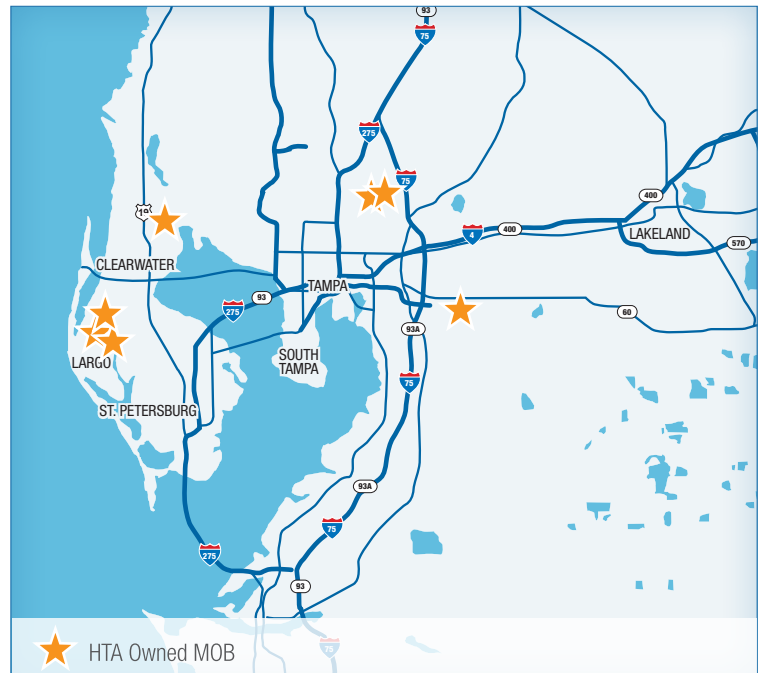 93
75
275
75
19
400
4
400
LAKELAND
570
CLEARWATER
TAMPA
93
275
60
93A
SOUTH
TAMPA
LARGO
75
ST. PETERSBURG
93A
75
275
93
75
HTA Owned MOB